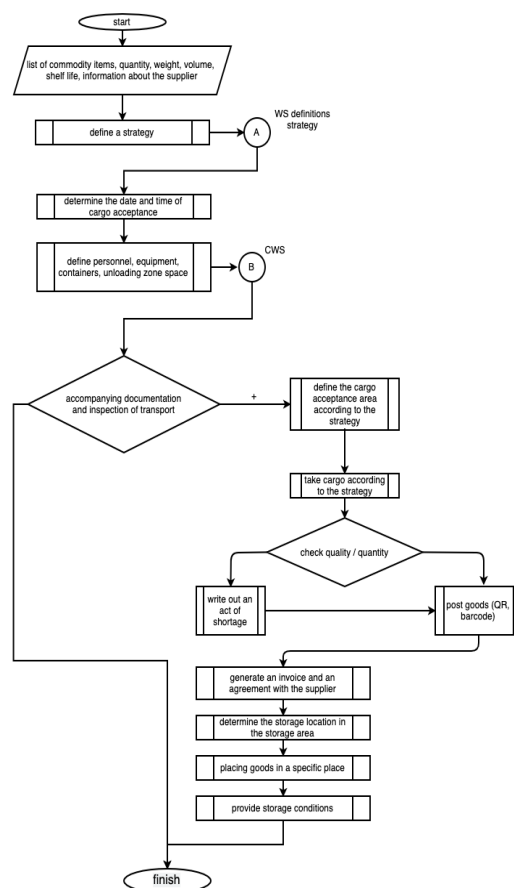 start
list of commodity items, quantity, weight, volume,
shelf life, information about the supplier
WS definitions
strategy
define a strategy
A
determine the date and time of
cargo acceptance
define personnel, equipment,
containers, unloading zone space
CWS
B
accompanying documentation
and inspection of transport
+
define the cargo
acceptance area
according to the
strategy
take cargo according
to the strategy
check quality / quantity
write out an
act of
shortage
post goods (QR,
barcode)
generate an invoice and an
agreement with the supplier
determine the storage location in
the storage area
placing goods in a specific place
provide storage conditions
finish